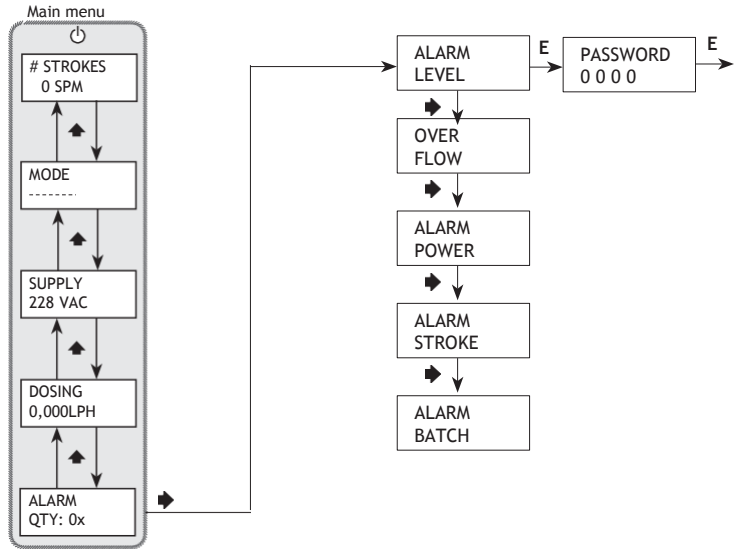 Main menu
# STROKES
0 SPM
MODE
--------
SUPPLY
228 VAC
DOSING
0,000LPH
ALARM
QTY: 0x
ALARM
LEVEL
E
PASSWORD
0 0 0 0
E
OVER
FLOW
ALARM
POWER
ALARM
STROKE
ALARM
BATCH